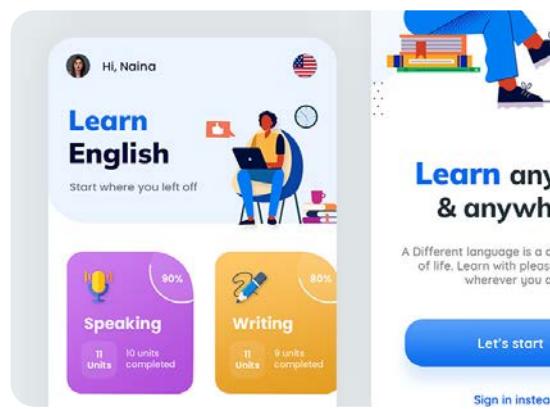 Hi, Naina
Learn
English
Start where you left off
90%
Speaking
11
Units
10 units
completed
80%
Writing
11
Units
9 units
completed
Learn any
& anywh
A Different language is a
of life. Learn with pleas
wherever you
Let's start
Sign in instea